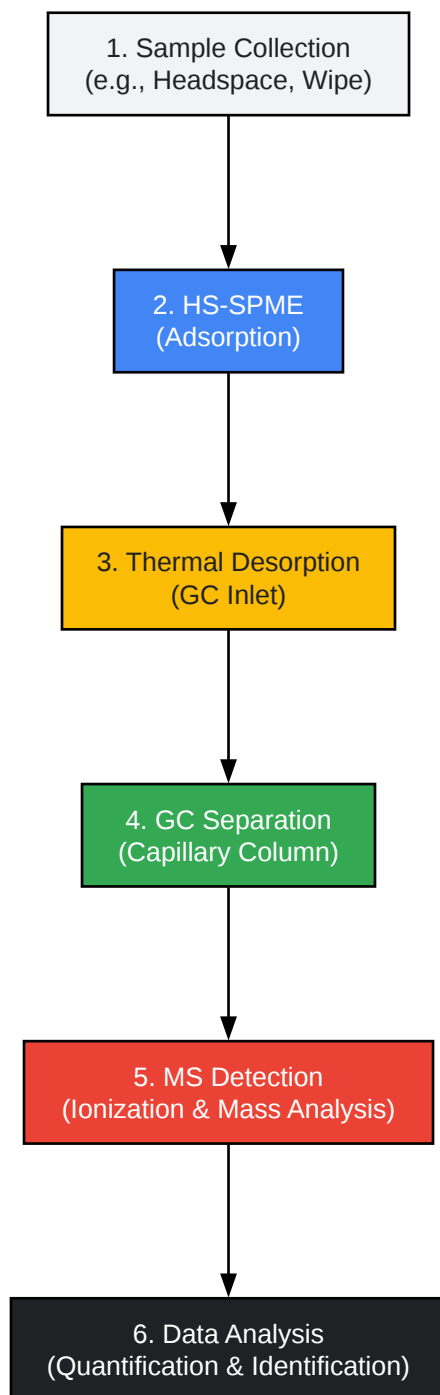 1. Sample Collection
(e.g., Headspace, Wipe)
2. HS-SPME
(Adsorption)
3. Thermal Desorption
(GC Inlet)
4. GC Separation
(Capillary Column)
5. MS Detection
(Ionization & Mass Analysis)
6. Data Analysis
(Quantification & Identification)